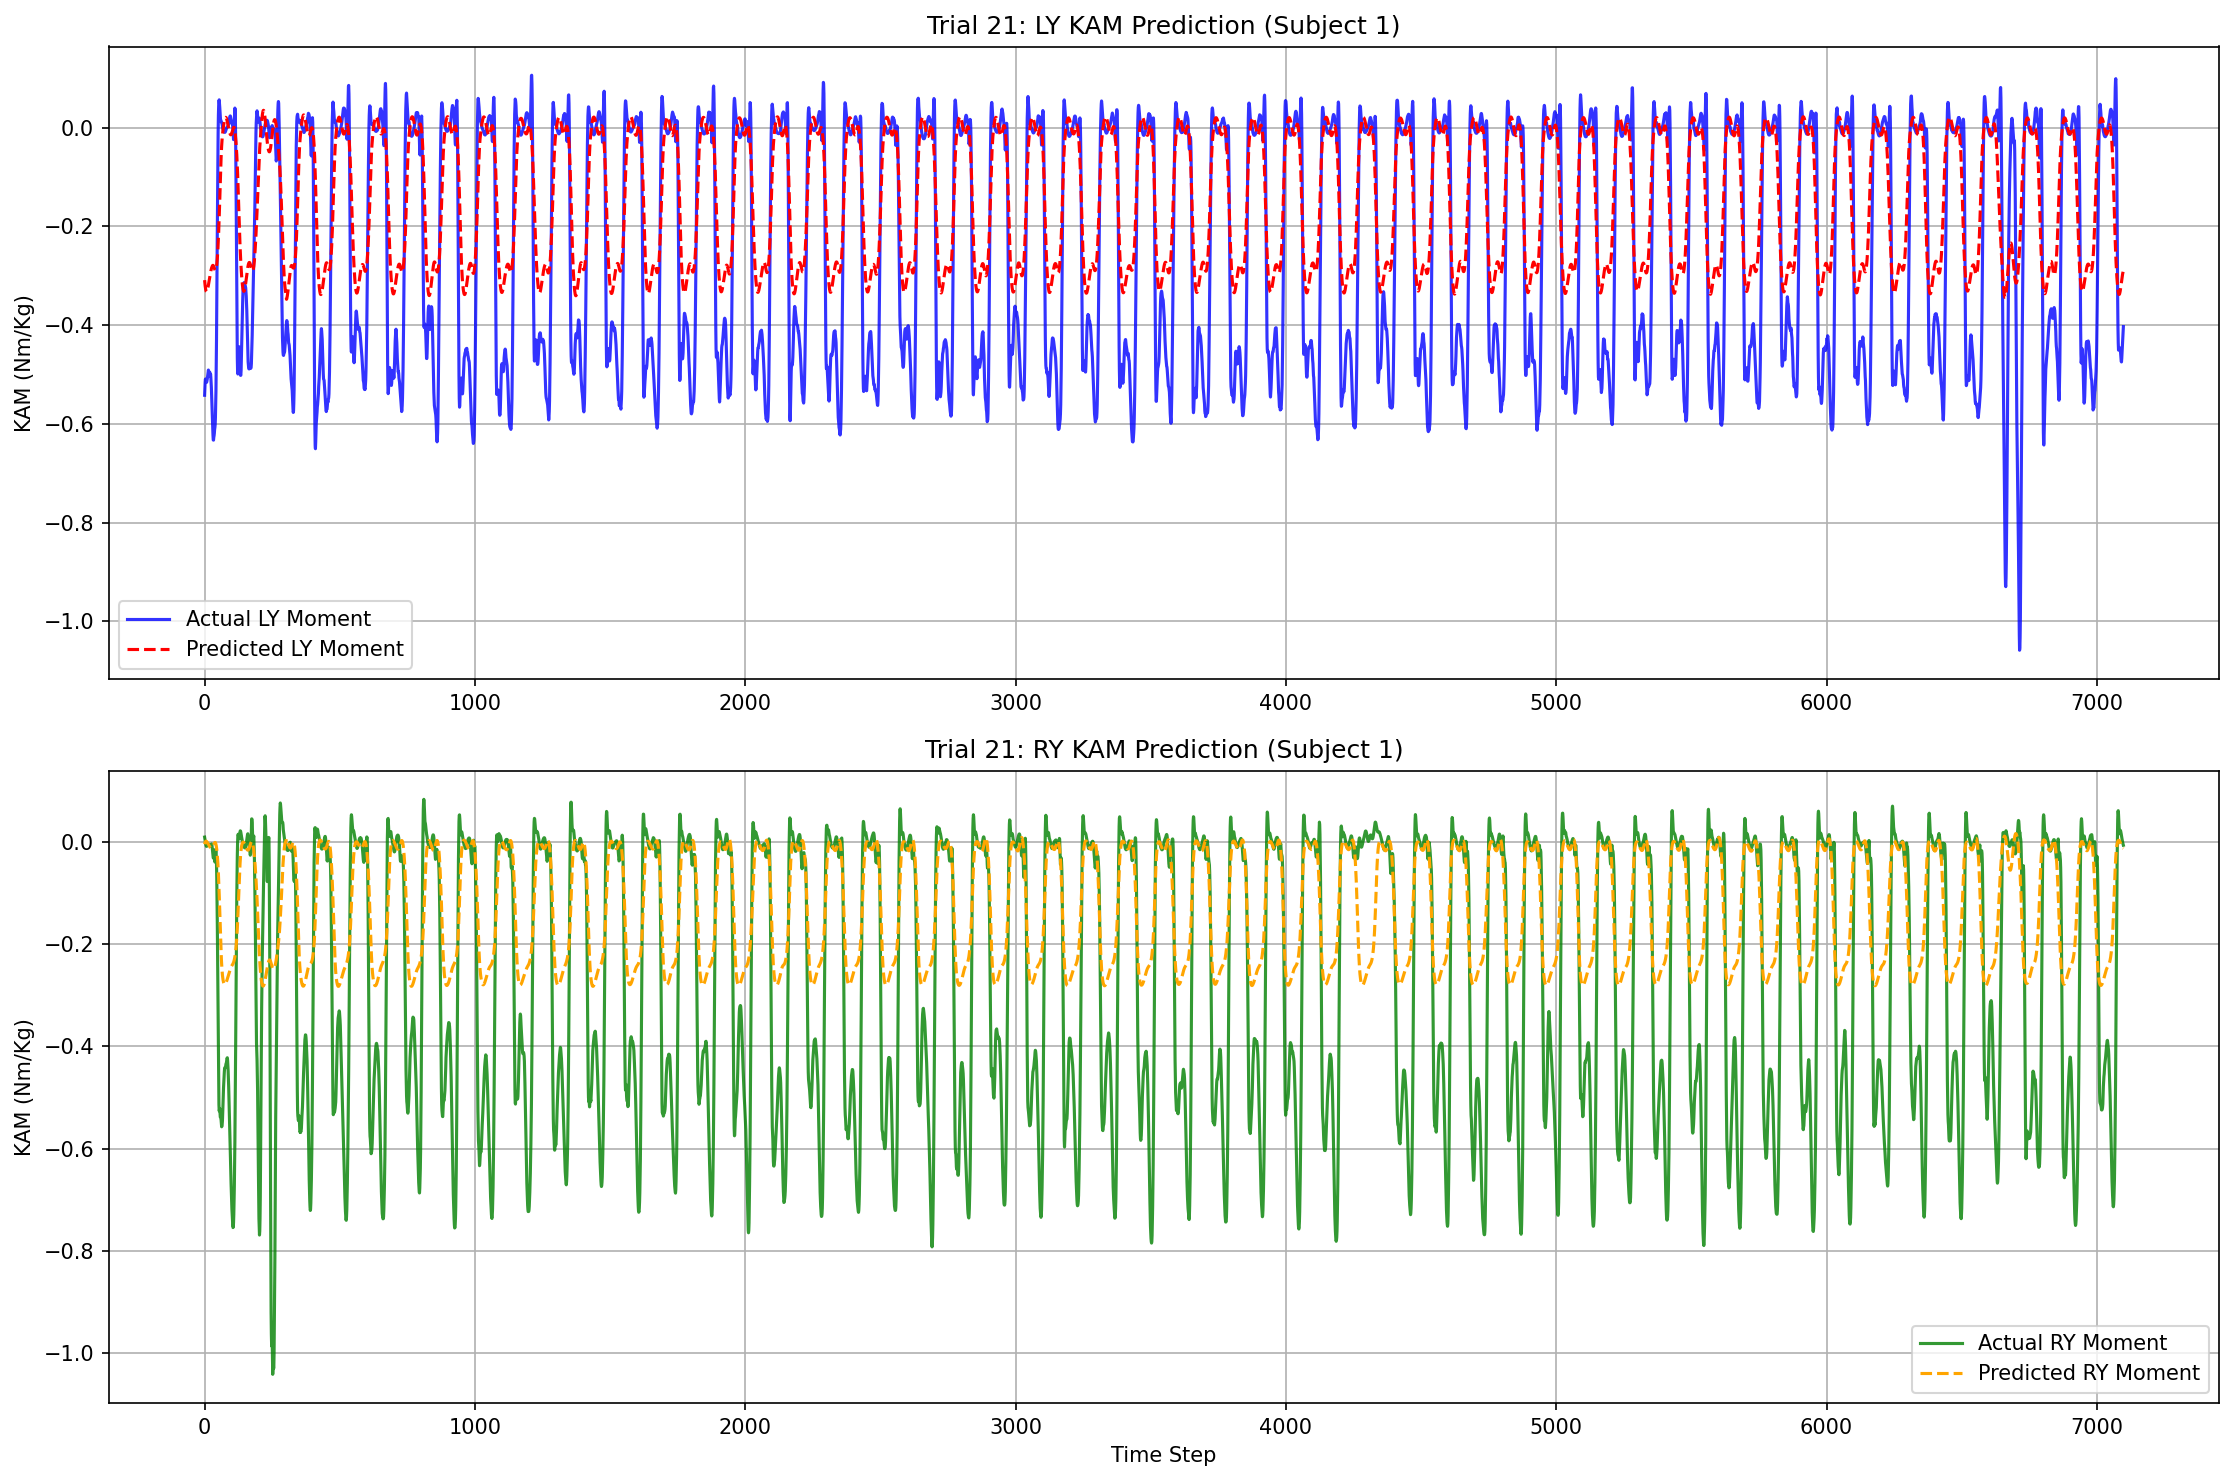 Trial 21: LY KAM Prediction (Subject 1)
KAM (Nm/Kg)
0.0
−0.2
−0.4
−0.6
−0.8
−1.0
Actual LY Moment
Predicted LY Moment
0 1000 2000 3000 4000 5000 6000 7000
Trial 21: RY KAM Prediction (Subject 1)
KAM (Nm/Kg)
0.0
−0.2
−0.4
−0.6
−0.8
−1.0
Actual RY Moment
Predicted RY Moment
0 1000 2000 3000 4000 5000 6000 7000
Time Step